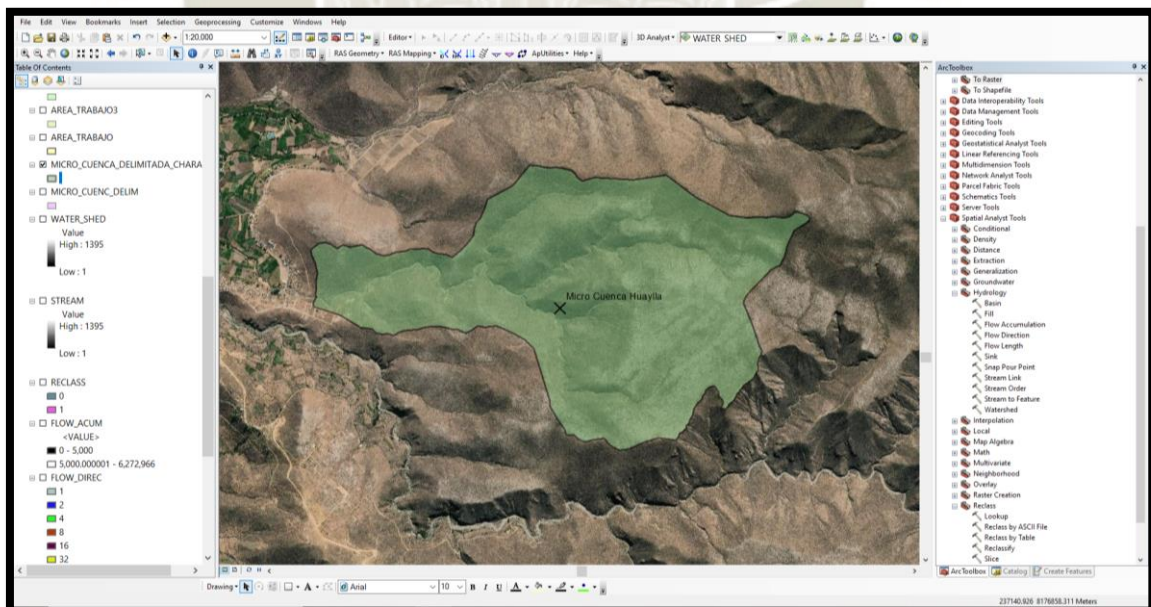 File Edit View Bookmarks Insert Selection Geoprocessing Customize Windows Help
1:20,000 Editor 3D Analyst WATER SHED
RAS Geometry RAS Mapping ApUtilities Help
Table Of Contents
AREA_TRABAJO3
AREA_TRABAJO
MICRO_CUENCA_DELIMITADA_CHARA
MICRO_CUENC_DELIM
WATER_SHED
Value
High : 1395
Low : 1
STREAM
Value
High : 1395
Low : 1
RECLASS
0
1
FLOW_ACUM
<VALUE>
0 - 5,000
5,000.000001 - 6,272,966
FLOW_DIREC
1
2
4
8
16
32
Micro Cuenca Huaylla
ArcToolbox
To Raster
To Shapefile
Data Interoperability Tools
Data Management Tools
Editing Tools
Geocoding Tools
Geostatistical Analyst Tools
Linear Referencing Tools
Multidimension Tools
Network Analyst Tools
Parcel Fabric Tools
Schematics Tools
Server Tools
Spatial Analyst Tools
Conditional
Density
Distance
Extraction
Generalization
Groundwater
Hydrology
Basin
Fill
Flow Accumulation
Flow Direction
Flow Length
Sink
Snap Pour Point
Stream Link
Stream Order
Stream to Feature
Watershed
Interpolation
Local
Map Algebra
Math
Multivariate
Neighborhood
Overlay
Raster Creation
Reclass
Lookup
Reclass by ASCII File
Reclass by Table
Reclassify
Slice
ArcToolbox Catalog Create Features
Drawing A Arial 10 B I U A
237140.926 8176858.311 Meters